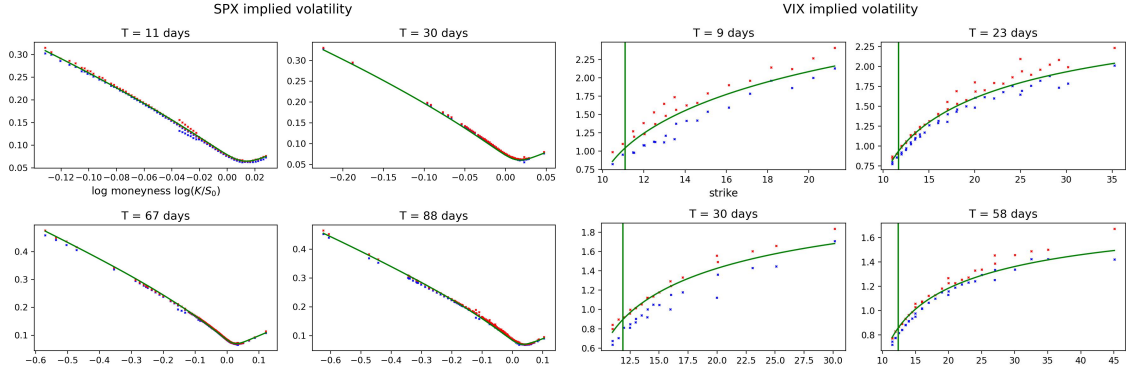 SPX implied volatility
VIX implied volatility
T = 11 days
0.30
0.25
0.20
0.15
0.10
0.05
−0.12 −0.10 −0.08 −0.06 −0.04 −0.02 0.00 0.02
log moneyness log(K/S0)
T = 30 days
0.30
0.25
0.20
0.15
0.10
0.05
−0.20 −0.15 −0.10 −0.05 0.00 0.05
T = 9 days
2.25
2.00
1.75
1.50
1.25
1.00
0.75
10 12 14 16 18 20
strike
T = 23 days
2.25
2.00
1.75
1.50
1.25
1.00
0.75
10 15 20 25 30 35
T = 67 days
0.4
0.3
0.2
0.1
−0.6 −0.5 −0.4 −0.3 −0.2 −0.1 0.0 0.1
T = 88 days
0.4
0.3
0.2
0.1
−0.6 −0.5 −0.4 −0.3 −0.2 −0.1 0.0 0.1
T = 30 days
1.8
1.6
1.4
1.2
1.0
0.8
0.6
12.5 15.0 17.5 20.0 22.5 25.0 27.5 30.0
T = 58 days
1.6
1.4
1.2
1.0
0.8
10 15 20 25 30 35 40 45